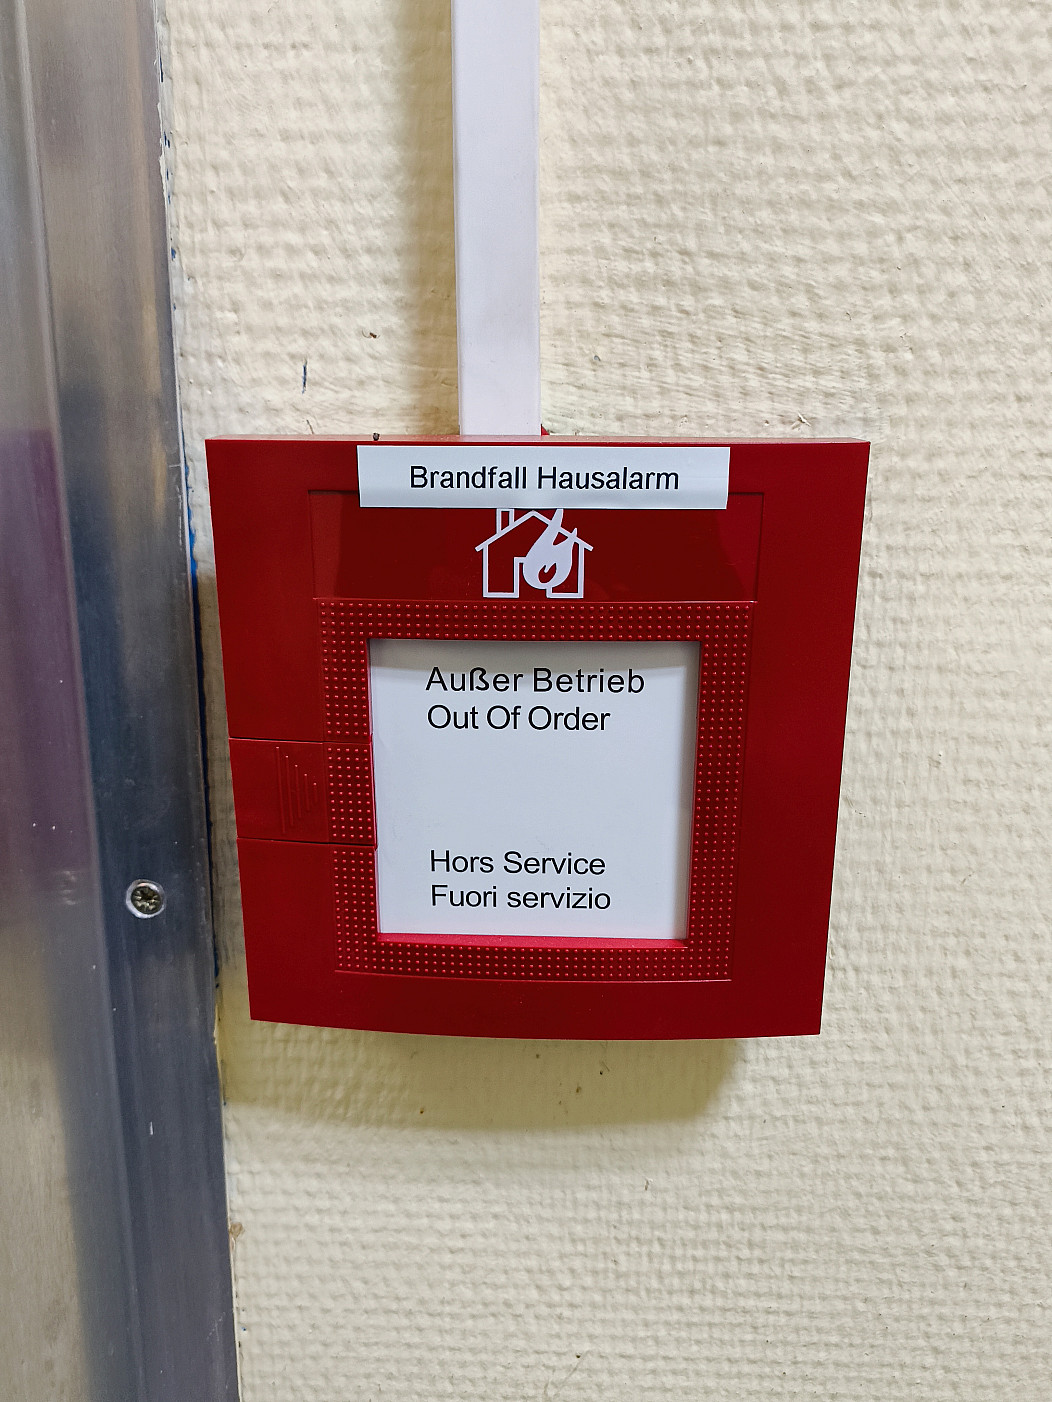 Brandfall Hausalarm
Außer Betrieb
Out Of Order
Hors Service
Fuori servizio